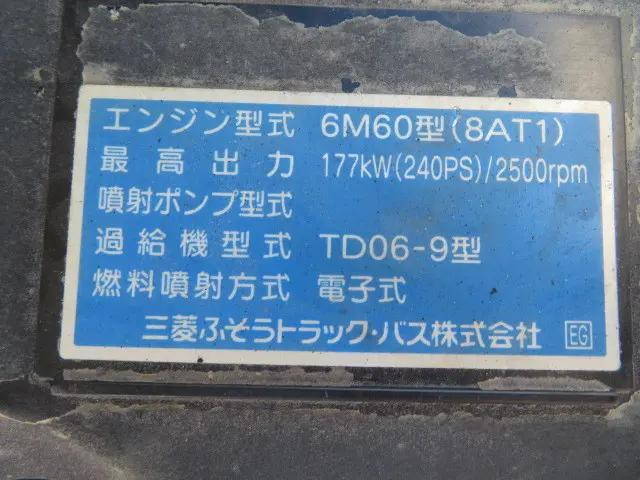 エンジン型式 6M60型(8AT1)
最高出力 177kW(240PS)/2500rpm
噴射ポンプ型式
過給機型式 TD06-9型
燃料噴射方式 電子式
三菱ふそうトラック・バス株式会社 EG